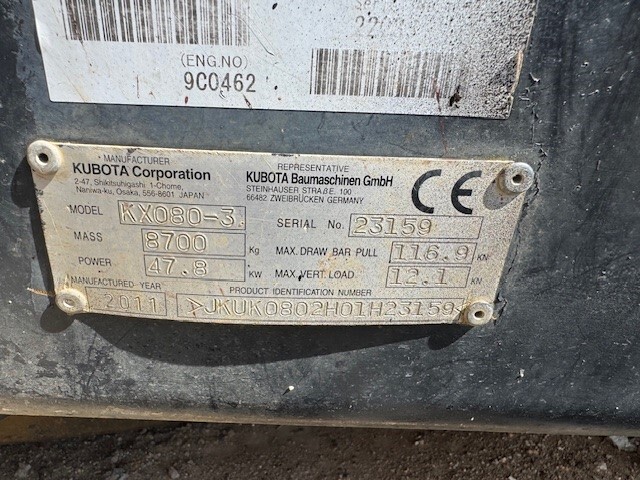 (ENG.NO)
9C0462
MANUFACTURER
KUBOTA Corporation
2-47, Shikitsuhigashi 1-Chome,
Naniwa-ku, Osaka, 556-8601 JAPAN
REPRESENTATIVE
KUBOTA Baumaschinen GmbH
STEINHAUSER STRAßE 100
66482 ZWEIBRÜCKEN GERMANY
CE
MODEL KX080-3. SERIAL No. 23159
MASS 8700 Kg MAX. DRAW BAR PULL 116.9 KN
POWER 47.8 KW MAX. VERT. LOAD 12.1 KN
MANUFACTURED YEAR PRODUCT IDENTIFICATION NUMBER
2011 JKUK0802H01H23159